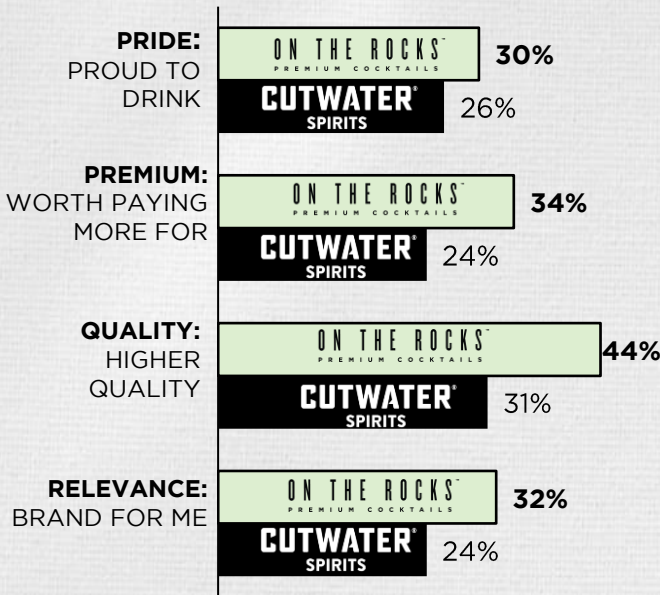 PRIDE:
PROUD TO
DRINK
ON THE ROCKS™
PREMIUM COCKTAILS
30%
CUTWATER®
SPIRITS
26%
PREMIUM:
WORTH PAYING
MORE FOR
ON THE ROCKS™
PREMIUM COCKTAILS
34%
CUTWATER®
SPIRITS
24%
QUALITY:
HIGHER
QUALITY
ON THE ROCKS™
PREMIUM COCKTAILS
44%
CUTWATER®
SPIRITS
31%
RELEVANCE:
BRAND FOR ME
ON THE ROCKS™
PREMIUM COCKTAILS
32%
CUTWATER®
SPIRITS
24%